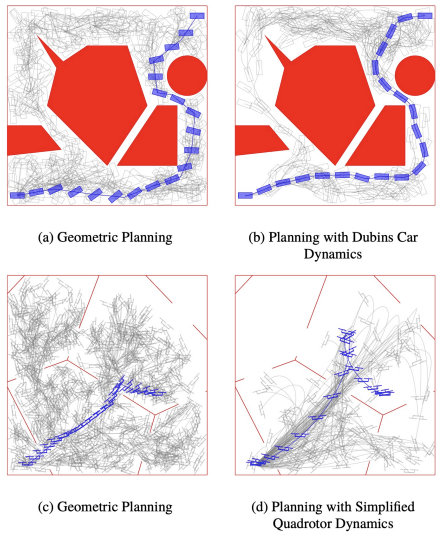 (a) Geometric Planning
(b) Planning with Dubins Car
Dynamics
(c) Geometric Planning
(d) Planning with Simplified
Quadrotor Dynamics